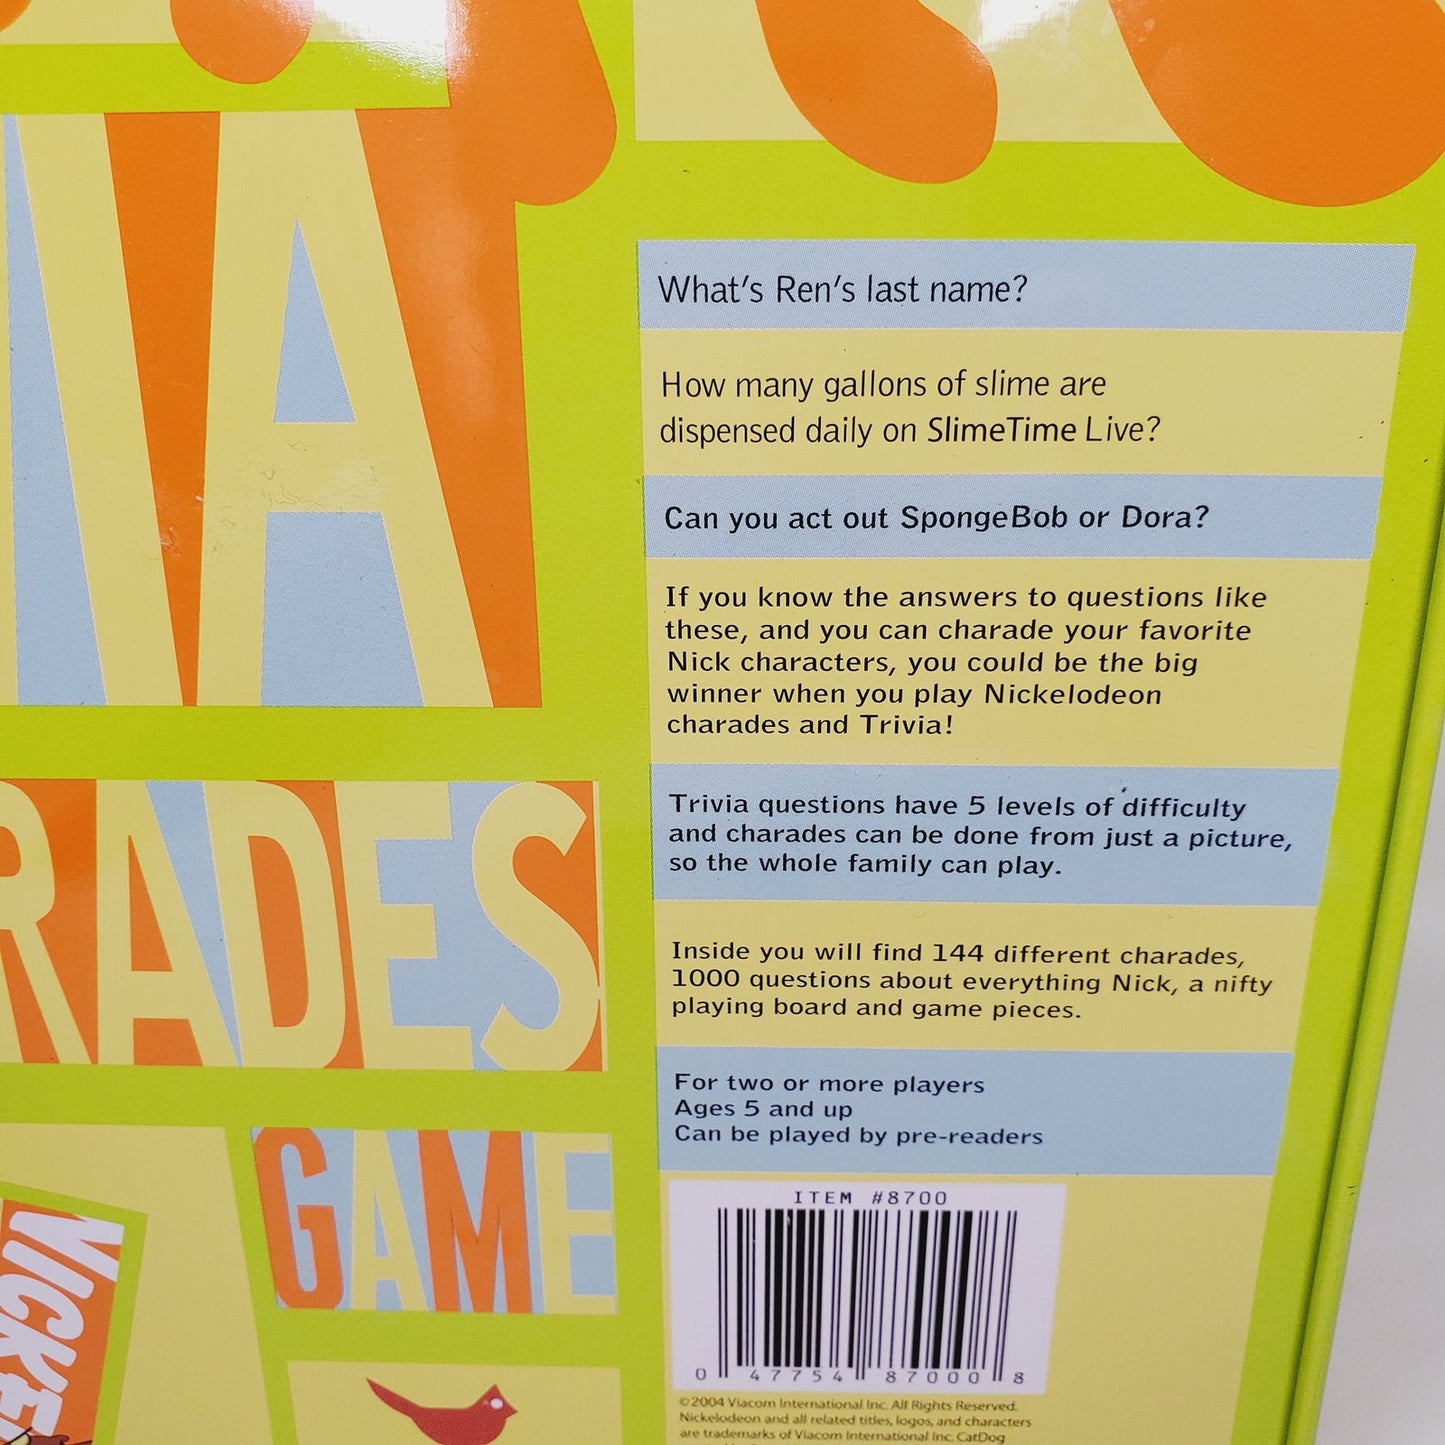 IA
RADES
GAME
NICKE
What's Ren's last name?
How many gallons of slime are
dispensed daily on SlimeTime Live?
Can you act out SpongeBob or Dora?
If you know the answers to questions like
these, and you can charade your favorite
Nick characters, you could be the big
winner when you play Nickelodeon
charades and Trivia!
Trivia questions have 5 levels of difficulty
and charades can be done from just a picture,
so the whole family can play.
Inside you will find 144 different charades,
1000 questions about everything Nick, a nifty
playing board and game pieces.
For two or more players
Ages 5 and up
Can be played by pre-readers
ITEM #8700
0 47754 87000 8
©2004 Viacom International Inc. All Rights Reserved.
Nickelodeon and all related titles, logos, and characters
are trademarks of Viacom International Inc. CatDog